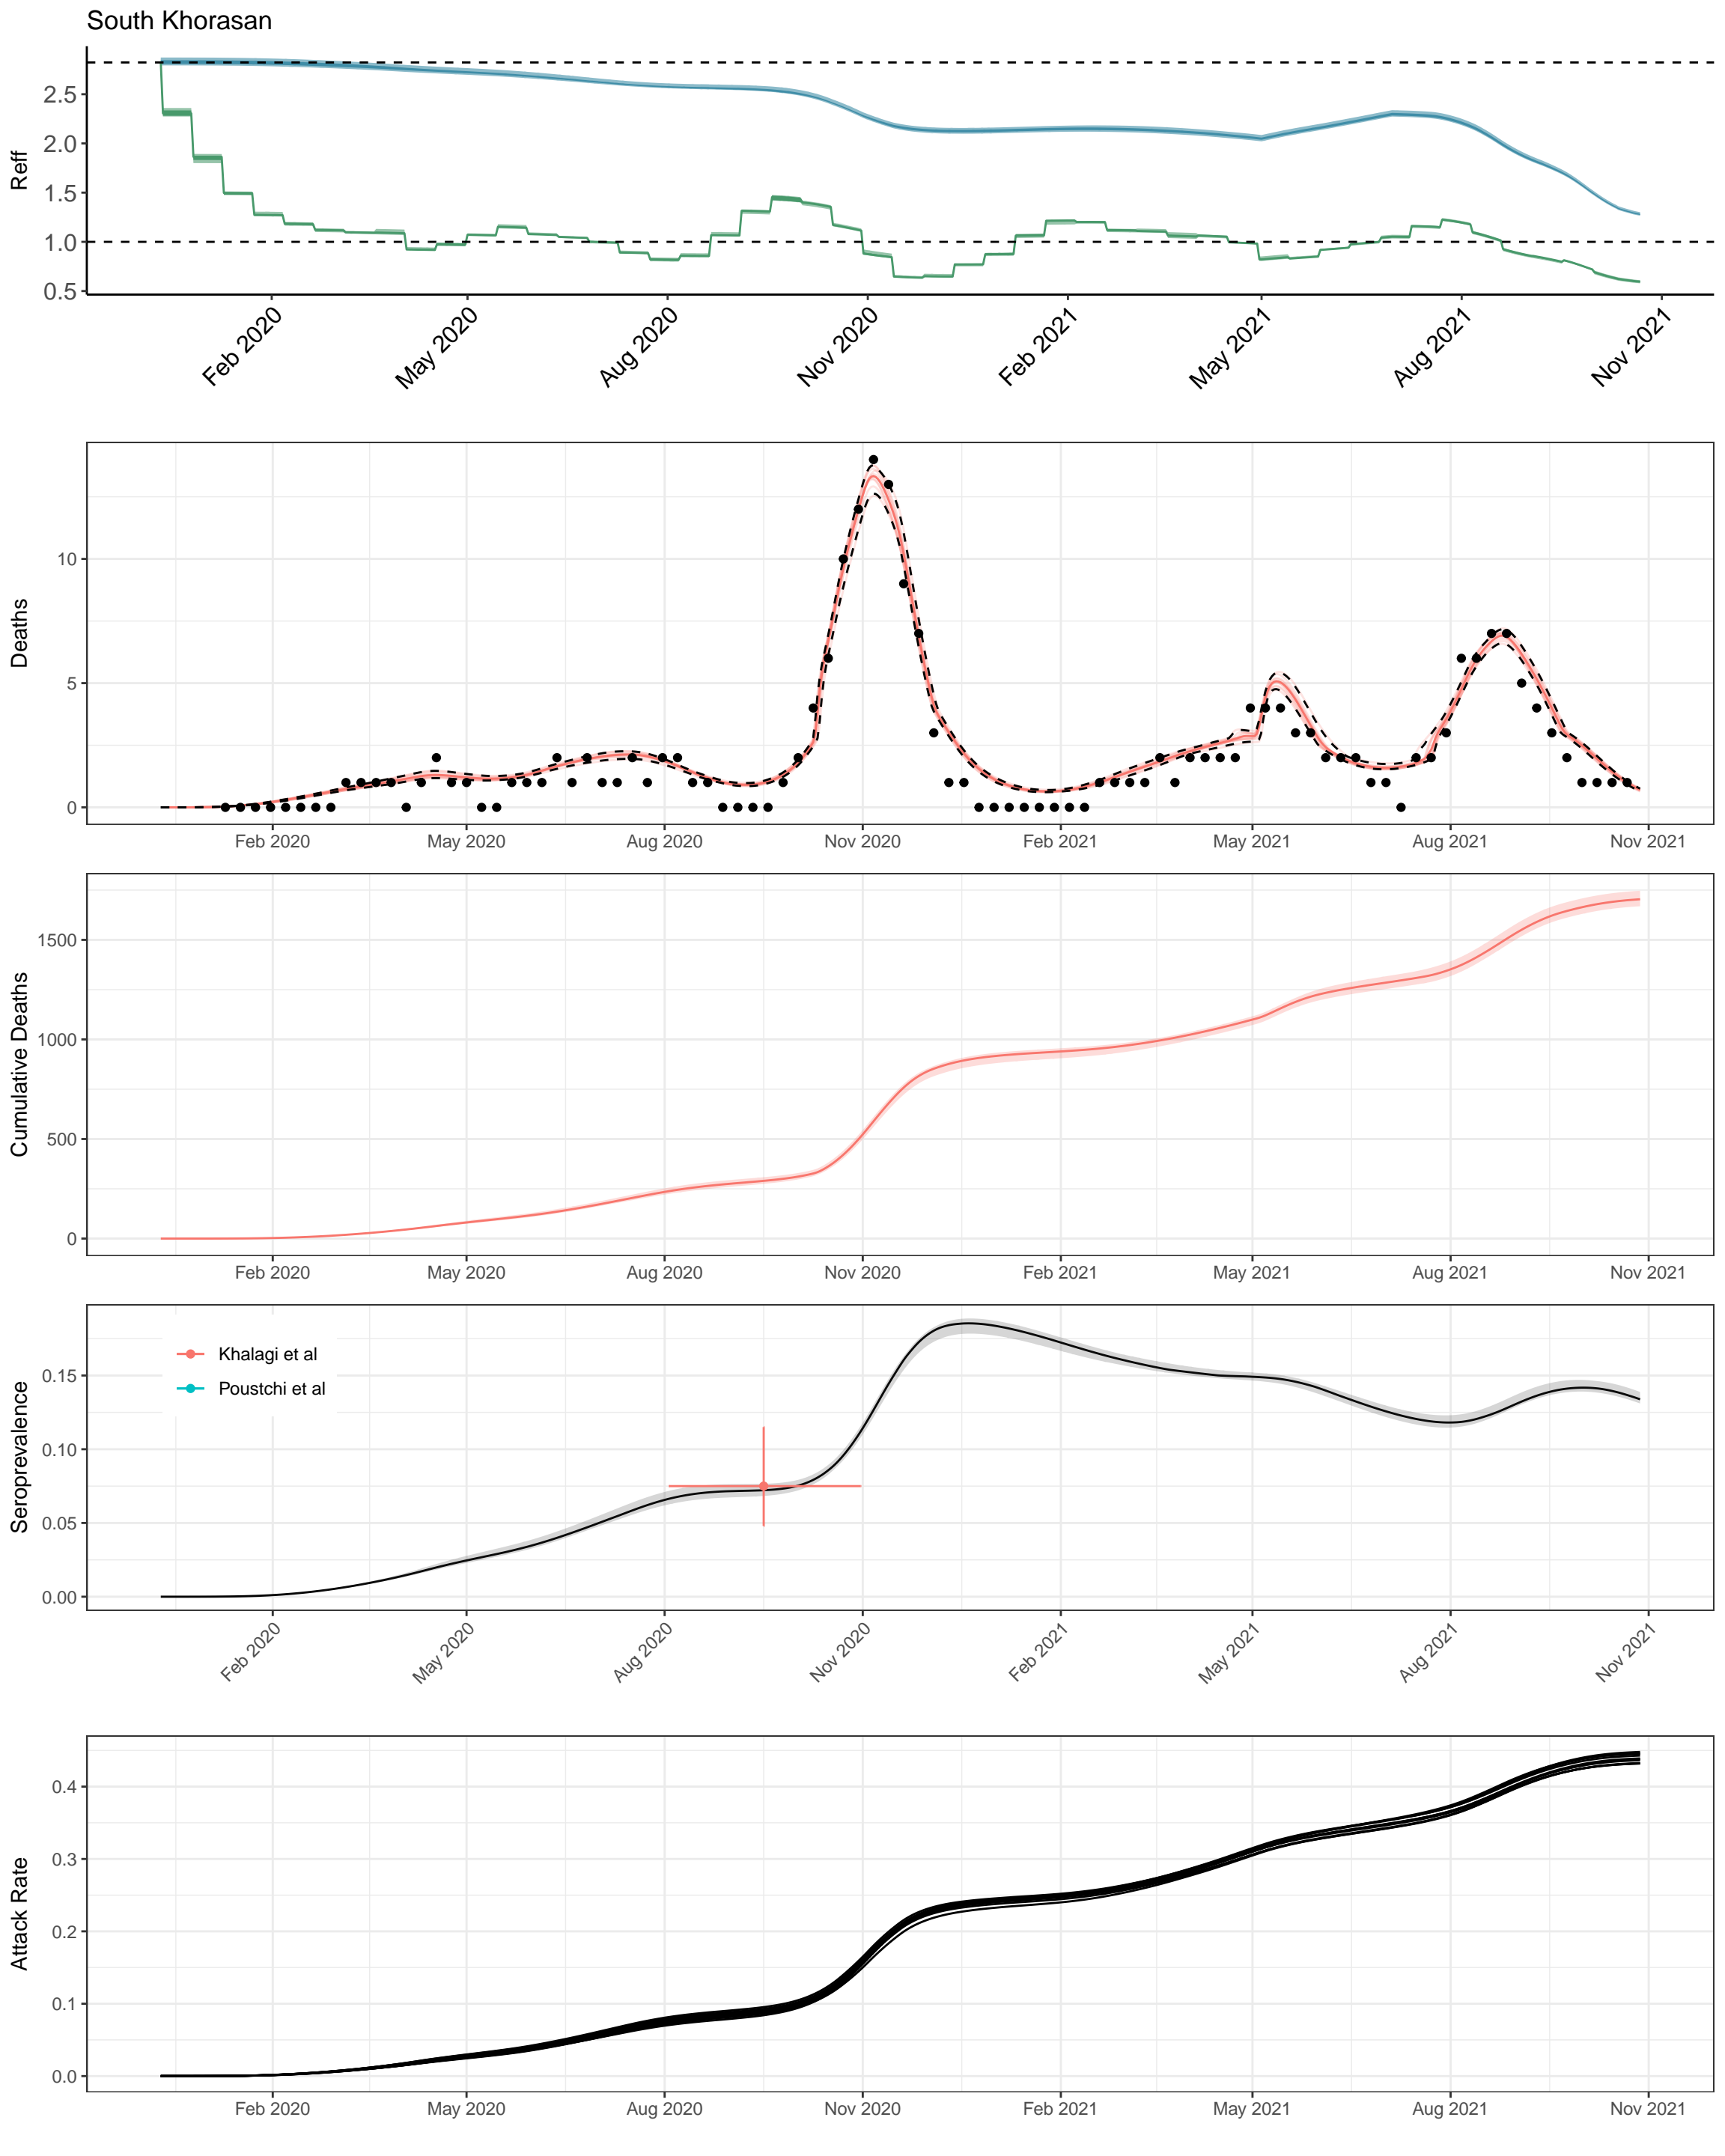 South Khorasan
Reff
2.5
2.0
1.5
1.0
0.5
Feb 2020
May 2020
Aug 2020
Nov 2020
Feb 2021
May 2021
Aug 2021
Nov 2021
Deaths
10
5
0
Feb 2020
May 2020
Aug 2020
Nov 2020
Feb 2021
May 2021
Aug 2021
Nov 2021
Cumulative Deaths
1500
1000
500
0
Feb 2020
May 2020
Aug 2020
Nov 2020
Feb 2021
May 2021
Aug 2021
Nov 2021
Seroprevalence
Khalagi et al
Poustchi et al
0.15
0.10
0.05
0.00
Feb 2020
May 2020
Aug 2020
Nov 2020
Feb 2021
May 2021
Aug 2021
Nov 2021
Attack Rate
0.4
0.3
0.2
0.1
0.0
Feb 2020
May 2020
Aug 2020
Nov 2020
Feb 2021
May 2021
Aug 2021
Nov 2021